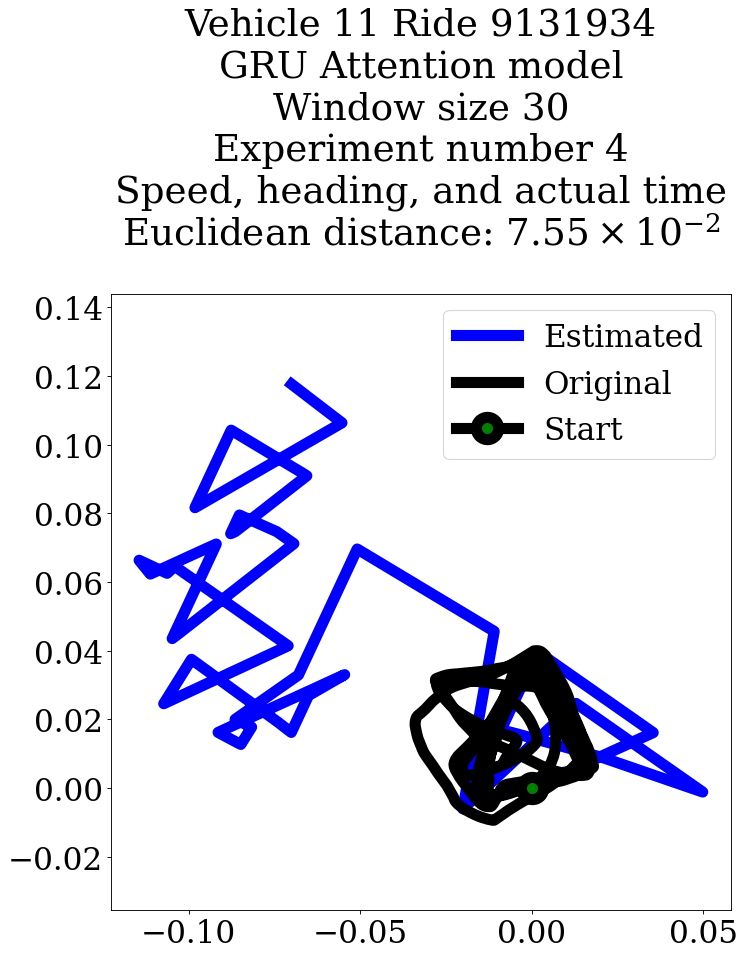 Vehicle 11 Ride 9131934
GRU Attention model
Window size 30
Experiment number 4
Speed, heading, and actual time
Euclidean distance: 7.55 × 10⁻²
Estimated
Original
Start
0.14
0.12
0.10
0.08
0.06
0.04
0.02
0.00
−0.02
−0.10
−0.05
0.00
0.05